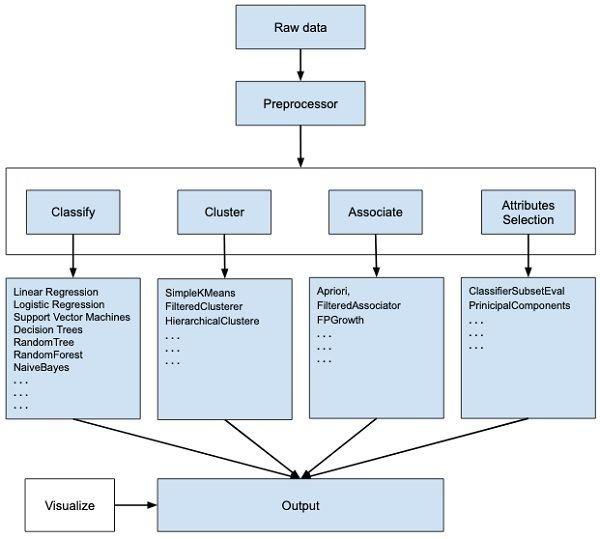 Raw data
Preprocessor
Classify
Cluster
Associate
Attributes
Selection
Linear Regression
Logistic Regression
Support Vector Machines
Decision Trees
RandomTree
RandomForest
NaiveBayes
. . .
. . .
. . .
SimpleKMeans
FilteredClusterer
HierarchicalClustere
. . .
. . .
. . .
Apriori,
FilteredAssociator
FPGrowth
. . .
. . .
. . .
ClassifierSubsetEval
PrinicipalComponents
. . .
. . .
. . .
Visualize
Output